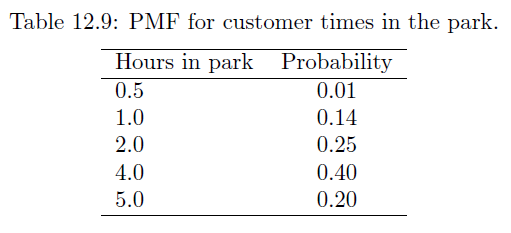 Table 12.9: PMF for customer times in the park.
Hours in park Probability
0.5 0.01
1.0 0.14
2.0 0.25
4.0 0.40
5.0 0.20